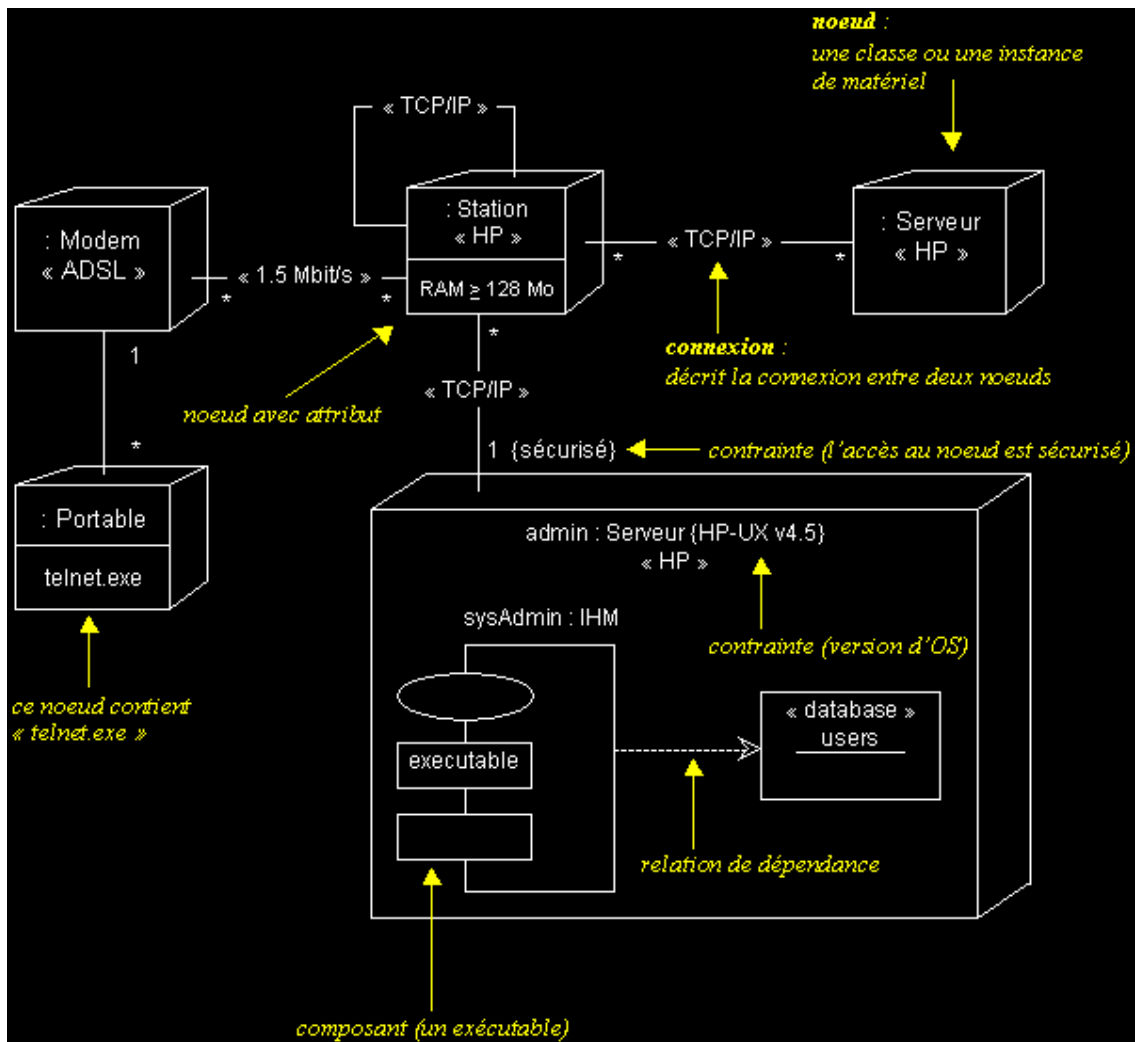 noeud :
une classe ou une instance
de matériel
« TCP/IP »
: Station
« HP »
RAM ≥ 128 Mo
: Modem
« ADSL »
« 1.5 Mbit/s »
*
*
*
« TCP/IP »
*
: Serveur
« HP »
connexion :
décrit la connexion entre deux noeuds
noeud avec attribut
1
*
*
« TCP/IP »
1 {sécurisé}
contrainte (l'accès au noeud est sécurisé)
: Portable
telnet.exe
ce noeud contient
« telnet.exe »
admin : Serveur {HP-UX v4.5}
« HP »
contrainte (version d'OS)
sysAdmin : IHM
executable
« database »
users
relation de dépendance
composant (un exécutable)